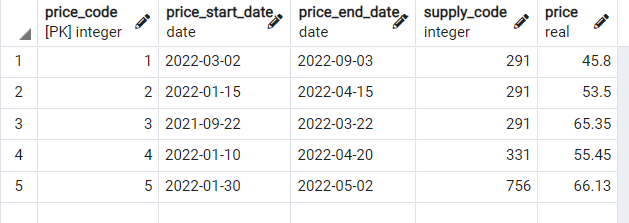 price_code price_start_date price_end_date supply_code price
[PK] integer date date integer real
1 1 2022-03-02 2022-09-03 291 45.8
2 2 2022-01-15 2022-04-15 291 53.5
3 3 2021-09-22 2022-03-22 291 65.35
4 4 2022-01-10 2022-04-20 331 55.45
5 5 2022-01-30 2022-05-02 756 66.13